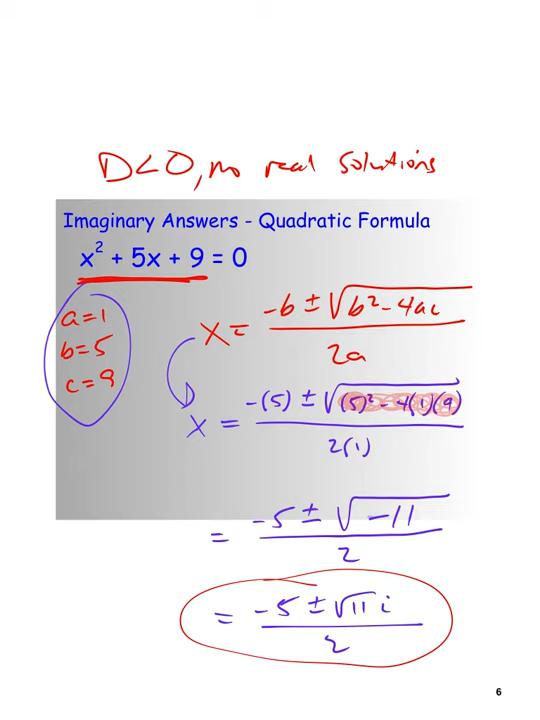 D<0, no real solutions
Imaginary Answers - Quadratic Formula
x² + 5x + 9 = 0
a=1
b=5
c=9
x = (-b ± √(b² - 4ac)) / 2a
x = (-(5) ± √((5)² - 4(1)(9))) / 2(1)
= (-5 ± √(-11)) / 2
= (-5 ± √11 i) / 2
6